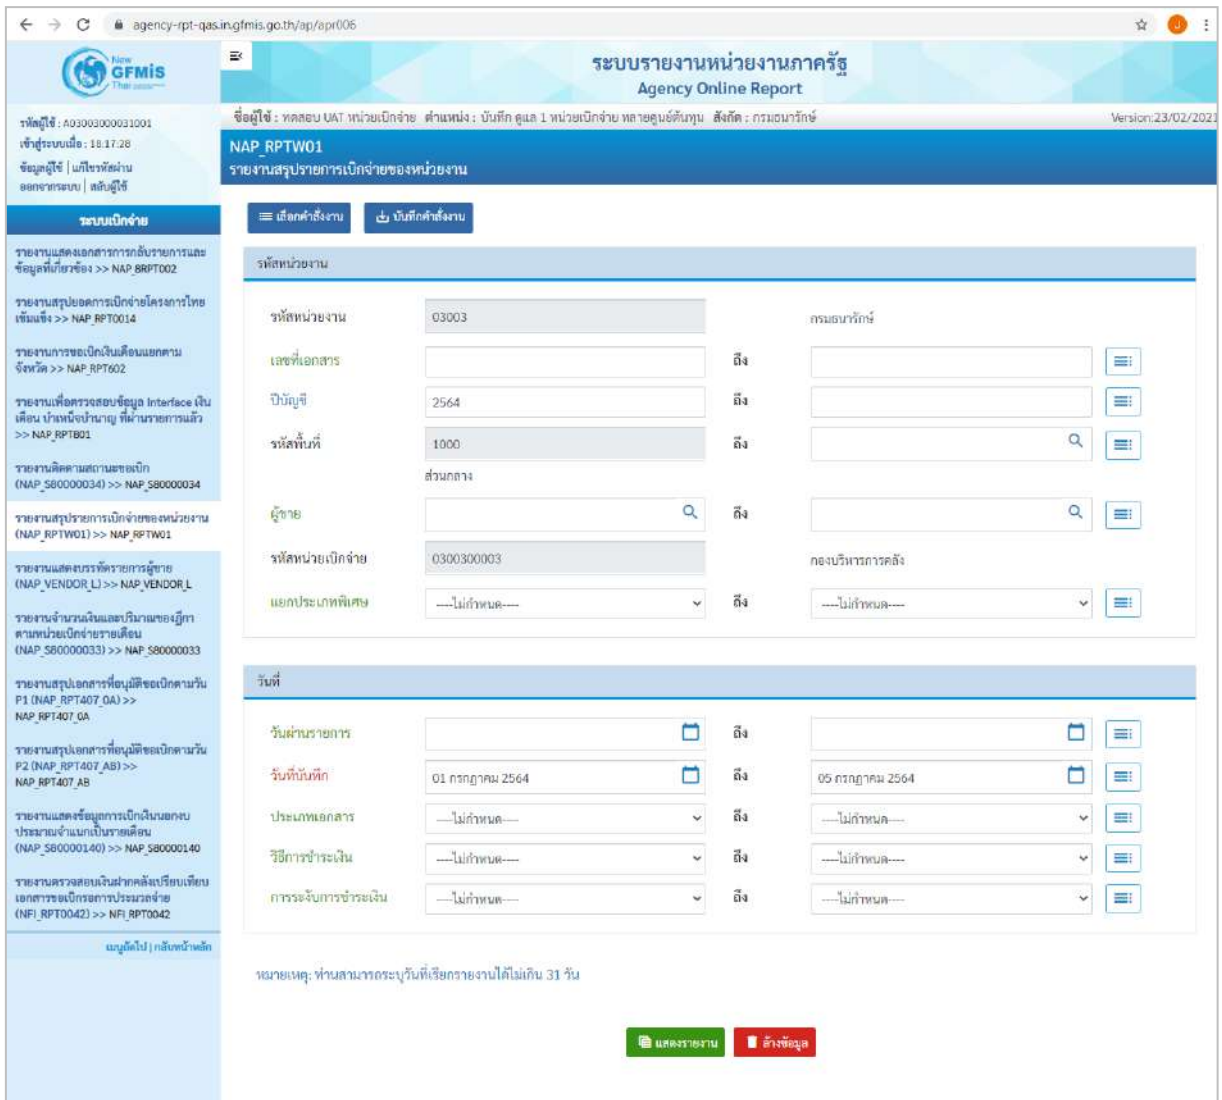 agency-rpt-qas.in.gfmis.go.th/ap/apr006
J
New
GFMIS
Thai
ระบบรายงานหน่วยงานภาครัฐ
Agency Online Report
รหัสผู้ใช้ : A03003000031001
เข้าสู่ระบบเมื่อ : 18:17:28
ข้อมูลผู้ใช้ | แก้ไขรหัสผ่าน
ออกจากระบบ | สลับผู้ใช้
ชื่อผู้ใช้ : ทดสอบ UAT หน่วยเบิกจ่าย ตำแหน่ง : บันทึก ดูแล 1 หน่วยเบิกจ่าย หลายศูนย์ต้นทุน สังกัด : กรมธนารักษ์
Version:23/02/2021
NAP_RPTW01
รายงานสรุปรายการเบิกจ่ายของหน่วยงาน
เลือกคำสั่งงาน
บันทึกคำสั่งงาน
ระบบเบิกจ่าย
รายงานแสดงเอกสารการกลับรายการและ
ข้อมูลที่เกี่ยวข้อง >> NAP_BRPT002
รายงานสรุปยอดการเบิกจ่ายโครงการไทย
เข้มแข็ง >> NAP_RPT0014
รายงานการขอเบิกเงินเดือนแยกตาม
จังหวัด >> NAP_RPT602
รายงานเพื่อตรวจสอบข้อมูล Interface เงิน
เดือน บำเหน็จบำนาญ ที่ผ่านรายการแล้ว
>> NAP_RPTB01
รายงานติดตามสถานะขอเบิก
(NAP_S80000034) >> NAP_S80000034
รายงานสรุปรายการเบิกจ่ายของหน่วยงาน
(NAP_RPTW01) >> NAP_RPTW01
รายงานแสดงบรรทัดรายการผู้ขาย
(NAP_VENDOR_L) >> NAP_VENDOR_L
รายงานจำนวนเงินและปริมาณของฎีกา
ตามหน่วยเบิกจ่ายรายเดือน
(NAP_S80000033) >> NAP_S80000033
รายงานสรุปเอกสารที่อนุมัติขอเบิกตามวัน
P1 (NAP_RPT407_0A) >>
NAP_RPT407_0A
รายงานสรุปเอกสารที่อนุมัติขอเบิกตามวัน
P2 (NAP_RPT407_AB) >>
NAP_RPT407_AB
รายงานแสดงข้อมูลการเบิกเงินนอกงบ
ประมาณจำแนกเป็นรายเดือน
(NAP_S80000140) >> NAP_S80000140
รายงานตรวจสอบเงินฝากคลังเปรียบเทียบ
เอกสารขอเบิกรอการประมวลจ่าย
(NFI_RPT0042) >> NFI_RPT0042
เมนูถัดไป | กลับหน้าหลัก
รหัสหน่วยงาน
รหัสหน่วยงาน 03003 กรมธนารักษ์
เลขที่เอกสาร ถึง
ปีบัญชี 2564 ถึง
รหัสพื้นที่ 1000 ถึง
ส่วนกลาง
ผู้ขาย ถึง
รหัสหน่วยเบิกจ่าย 0300300003 กองบริหารการคลัง
แยกประเภทพิเศษ ----ไม่กำหนด---- ถึง ----ไม่กำหนด----
วันที่
วันผ่านรายการ ถึง
วันที่บันทึก 01 กรกฎาคม 2564 ถึง 05 กรกฎาคม 2564
ประเภทเอกสาร ----ไม่กำหนด---- ถึง ----ไม่กำหนด----
วิธีการชำระเงิน ----ไม่กำหนด---- ถึง ----ไม่กำหนด----
การระงับการชำระเงิน ----ไม่กำหนด---- ถึง ----ไม่กำหนด----
หมายเหตุ: ท่านสามารถระบุวันที่เรียกรายงานได้ไม่เกิน 31 วัน
แสดงรายงาน
ล้างข้อมูล